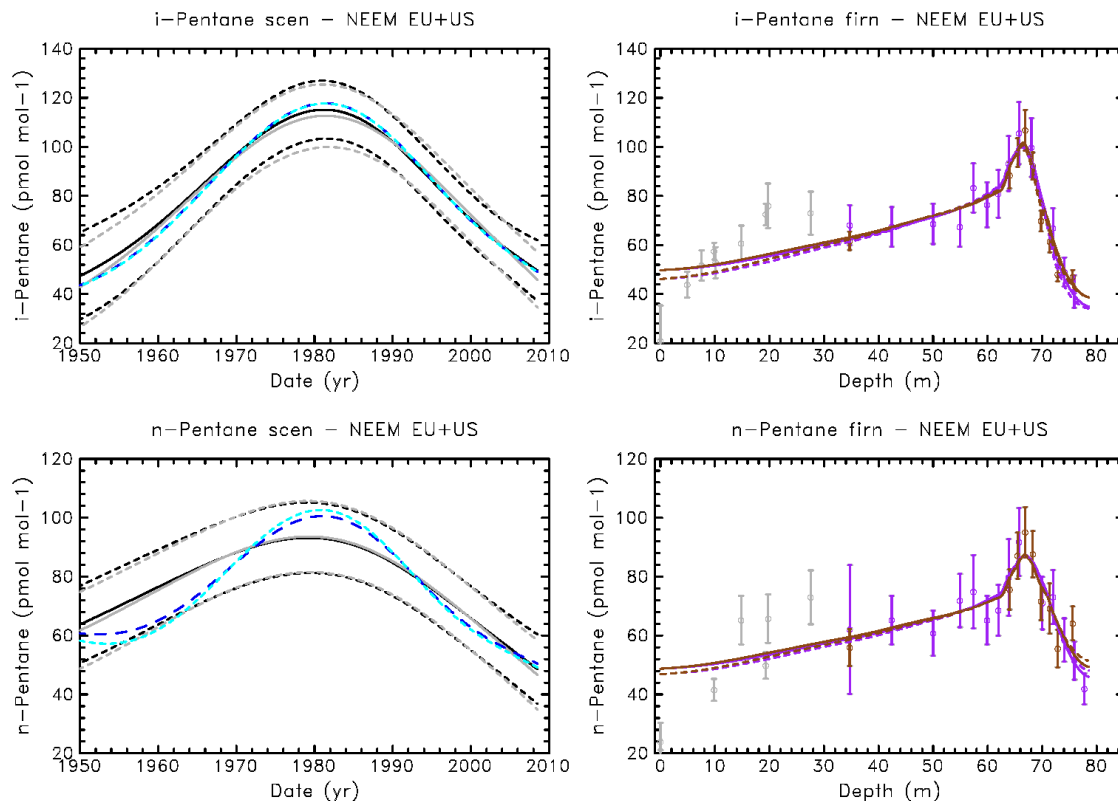 i-Pentane scen - NEEM EU+US
i-Pentane firn - NEEM EU+US
i-Pentane (pmol mol-1)
140
120
100
80
60
40
20
1950 1960 1970 1980 1990 2000 2010
Date (yr)
i-Pentane (pmol mol-1)
140
120
100
80
60
40
20
0 10 20 30 40 50 60 70 80
Depth (m)
n-Pentane scen - NEEM EU+US
n-Pentane firn - NEEM EU+US
n-Pentane (pmol mol-1)
120
100
80
60
40
20
1950 1960 1970 1980 1990 2000 2010
Date (yr)
n-Pentane (pmol mol-1)
120
100
80
60
40
20
0 10 20 30 40 50 60 70 80
Depth (m)